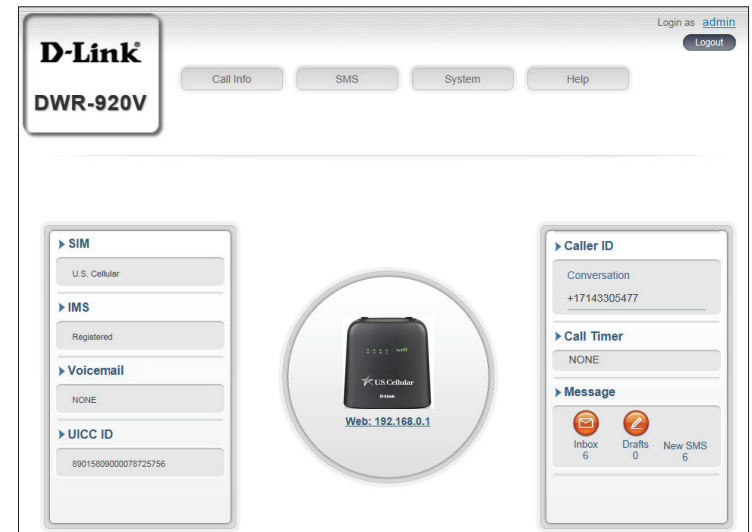 Login as admin
Logout
D-Link
DWR-920V
Call Info SMS System Help
SIM
U.S. Cellular
IMS
Registered
Voicemail
NONE
UICC ID
89015809000078725756
US Cellular
D-Link
Web: 192.168.0.1
Caller ID
Conversation
+17143305477
Call Timer
NONE
Message
Inbox Drafts New SMS
6 0 6